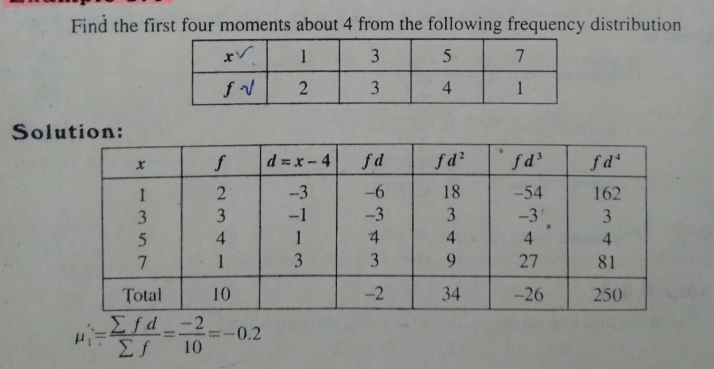 Find the first four moments about 4 from the following frequency distribution
x 1 3 5 7
f 2 3 4 1
Solution:
x f d = x – 4 fd fd² fd³ fd⁴
1 2 –3 –6 18 –54 162
3 3 –1 –3 3 –3 3
5 4 1 4 4 4 4
7 1 3 3 9 27 81
Total 10 –2 34 –26 250
μ₁′ = Σfd / Σf = –2 / 10 = –0.2